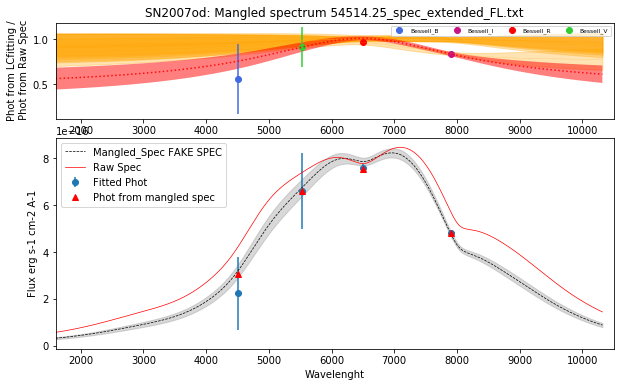 SN2007od: Mangled spectrum 54514.25_spec_extended_FL.txt
Phot from LCfitting /
Phot from Raw Spec
1.0
0.5
Bessell_B Bessell_I Bessell_R Bessell_V
2000 3000 4000 5000 6000 7000 8000 9000 10000
Flux erg s-1 cm-2 A-1
8
6
4
2
0
Mangled_Spec FAKE SPEC
Raw Spec
Fitted Phot
Phot from mangled spec
2000 3000 4000 5000 6000 7000 8000 9000 10000
Wavelenght